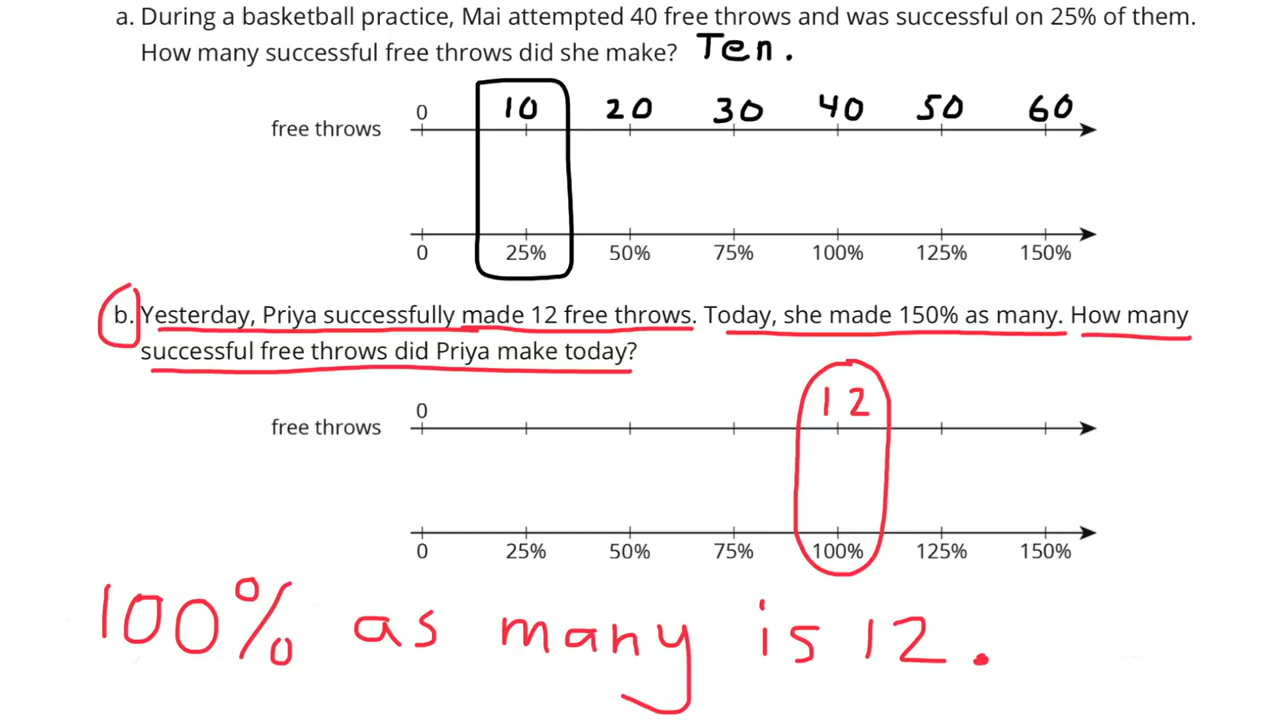 a. During a basketball practice, Mai attempted 40 free throws and was successful on 25% of them.
How many successful free throws did she make? Ten.
0 10 20 30 40 50 60
free throws
0 25% 50% 75% 100% 125% 150%
b. Yesterday, Priya successfully made 12 free throws. Today, she made 150% as many. How many
successful free throws did Priya make today?
0 12
free throws
0 25% 50% 75% 100% 125% 150%
100% as many is 12.